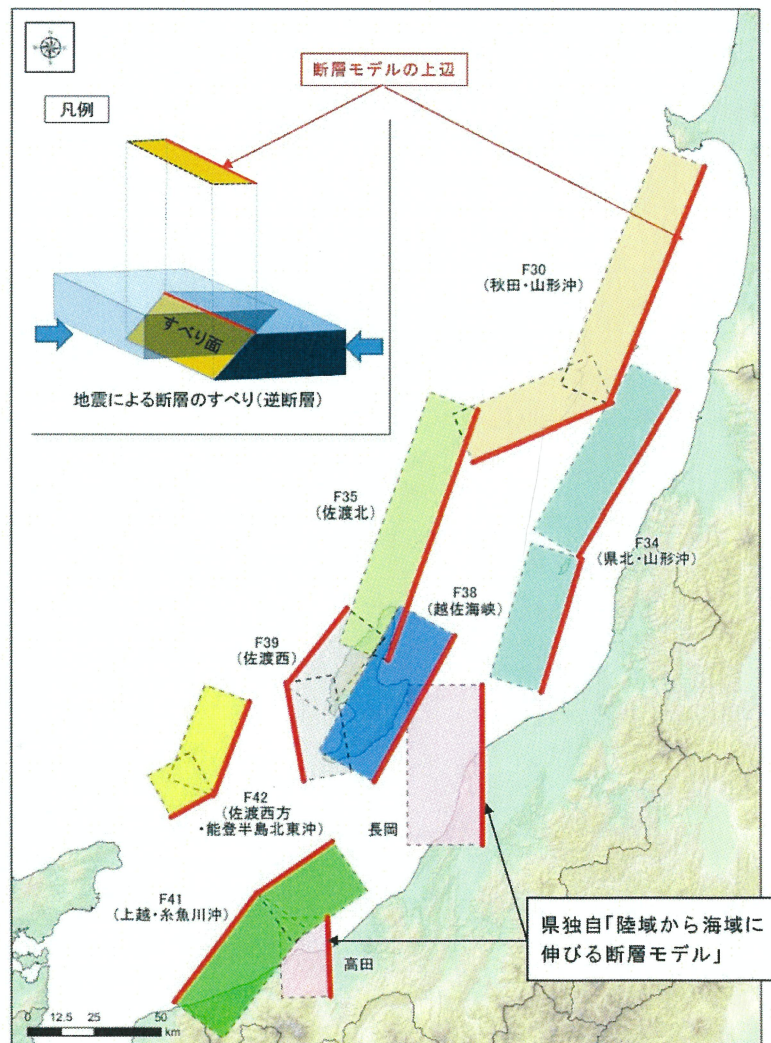 断層モデルの上辺
凡例
すべり面
地震による断層のすべり(逆断層)
F30
(秋田・山形沖)
F35
(佐渡北)
F34
(県北・山形沖)
F38
(越佐海峡)
F39
(佐渡西)
F42
(佐渡西方
・能登半島北東沖)
長岡
F41
(上越・糸魚川沖)
県独自「陸域から海域に
伸びる断層モデル」
高田
0 12.5 25 50
km